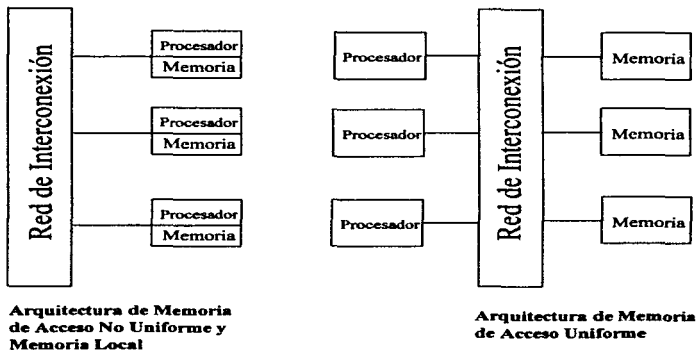 Red de Interconexión
Procesador
Memoria
Procesador
Memoria
Procesador
Memoria
Arquitectura de Memoria
de Acceso No Uniforme y
Memoria Local
Procesador
Procesador
Procesador
Red de Interconexión
Memoria
Memoria
Memoria
Arquitectura de Memoria
de Acceso Uniforme